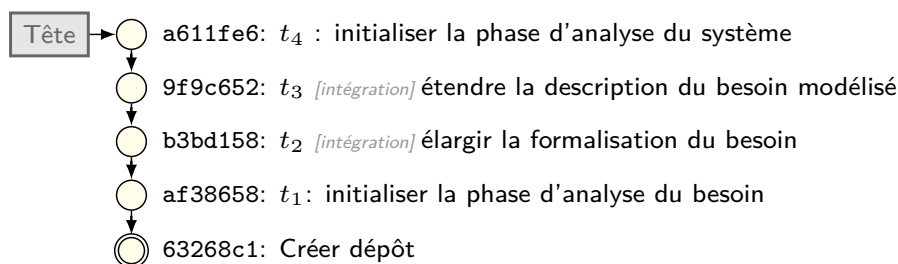 Tête
a611fe6: t₄ : initialiser la phase d'analyse du système
9f9c652: t₃ [intégration] étendre la description du besoin modélisé
b3bd158: t₂ [intégration] élargir la formalisation du besoin
af38658: t₁: initialiser la phase d'analyse du besoin
63268c1: Créer dépôt